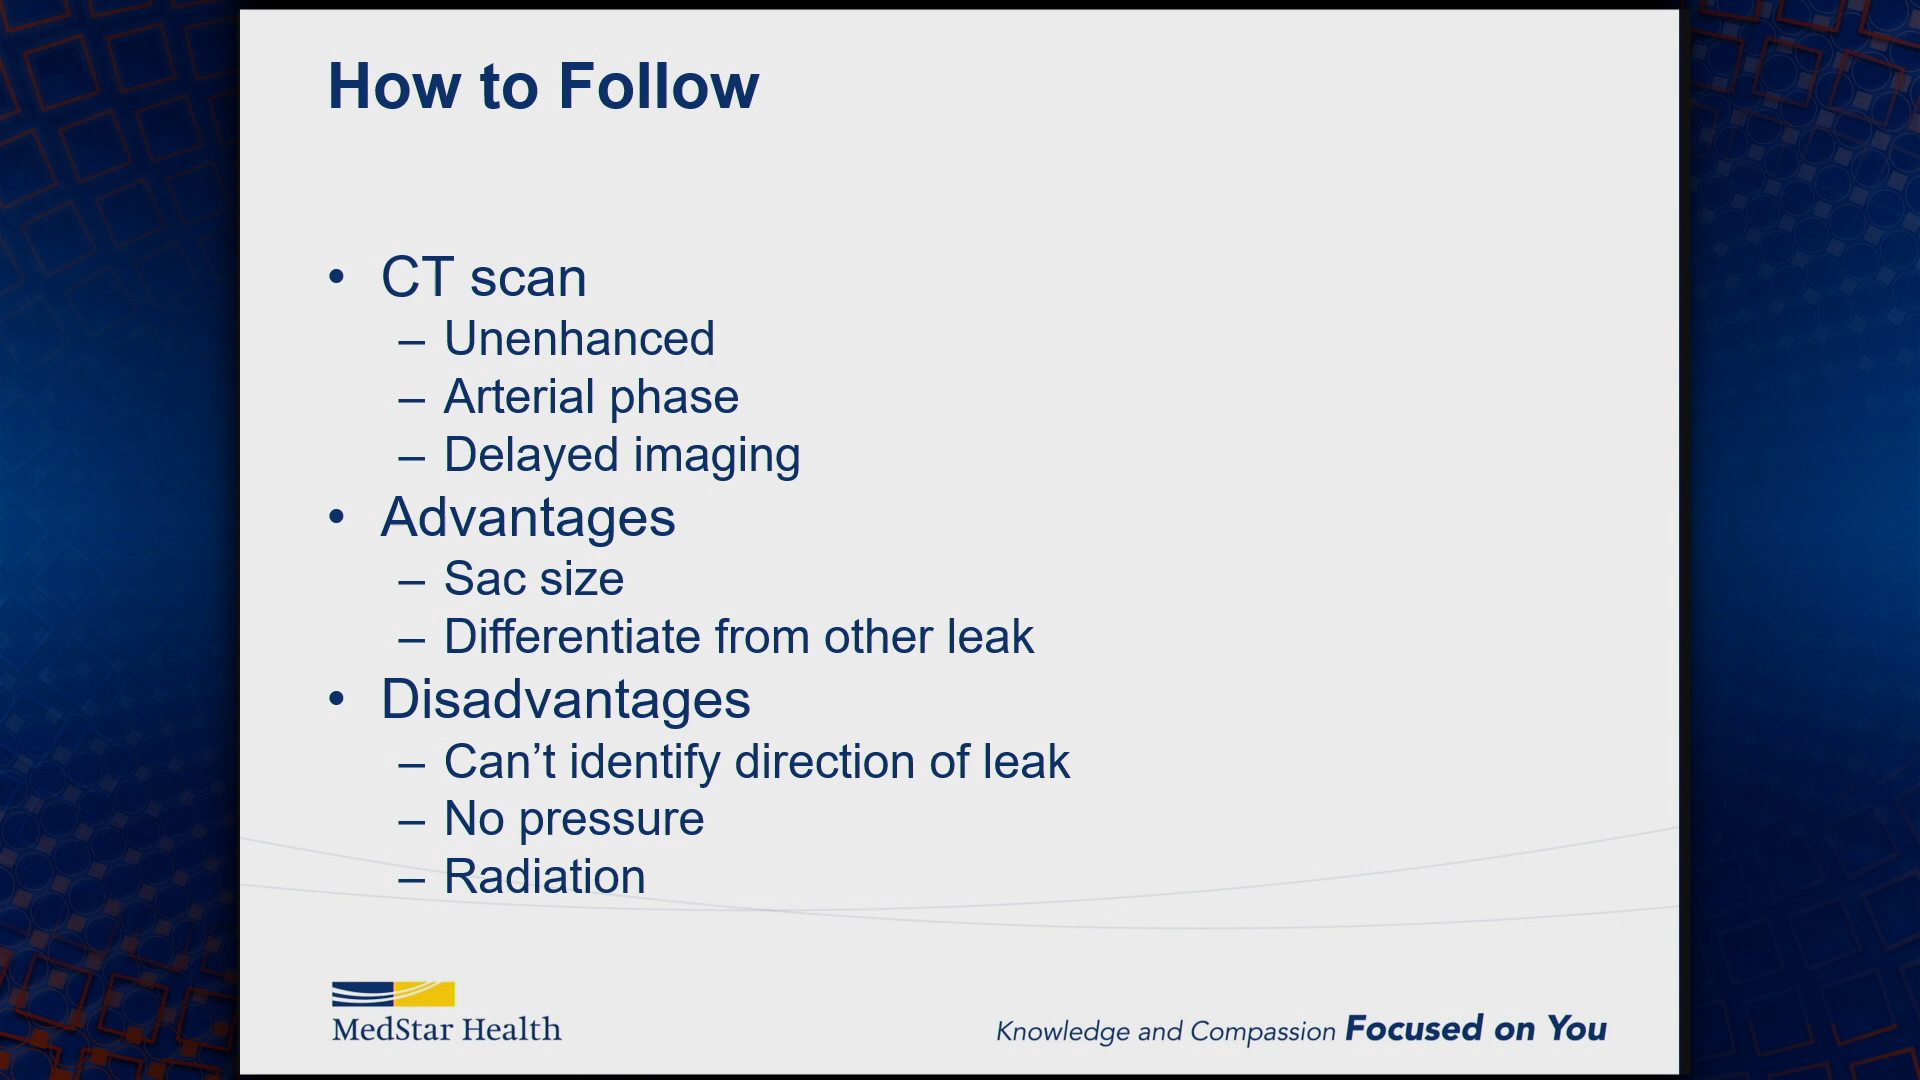 How to Follow
• CT scan
– Unenhanced
– Arterial phase
– Delayed imaging
• Advantages
– Sac size
– Differentiate from other leak
• Disadvantages
– Can’t identify direction of leak
– No pressure
– Radiation
MedStar Health
Knowledge and Compassion Focused on You